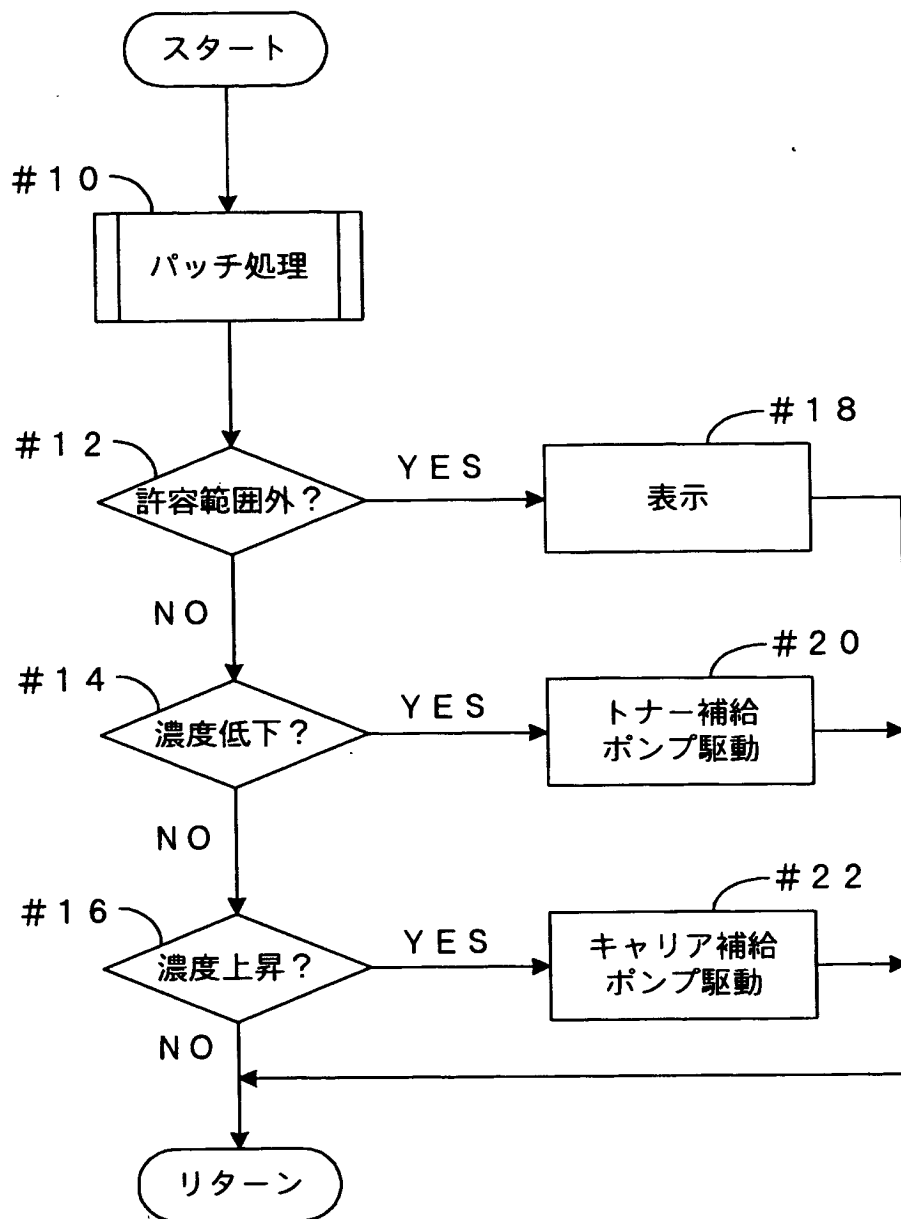 スタート
#10
パッチ処理
#12
許容範囲外?
YES
#18
表示
NO
#14
濃度低下?
YES
#20
トナー補給
ポンプ駆動
NO
#16
濃度上昇?
YES
#22
キャリア補給
ポンプ駆動
NO
リターン